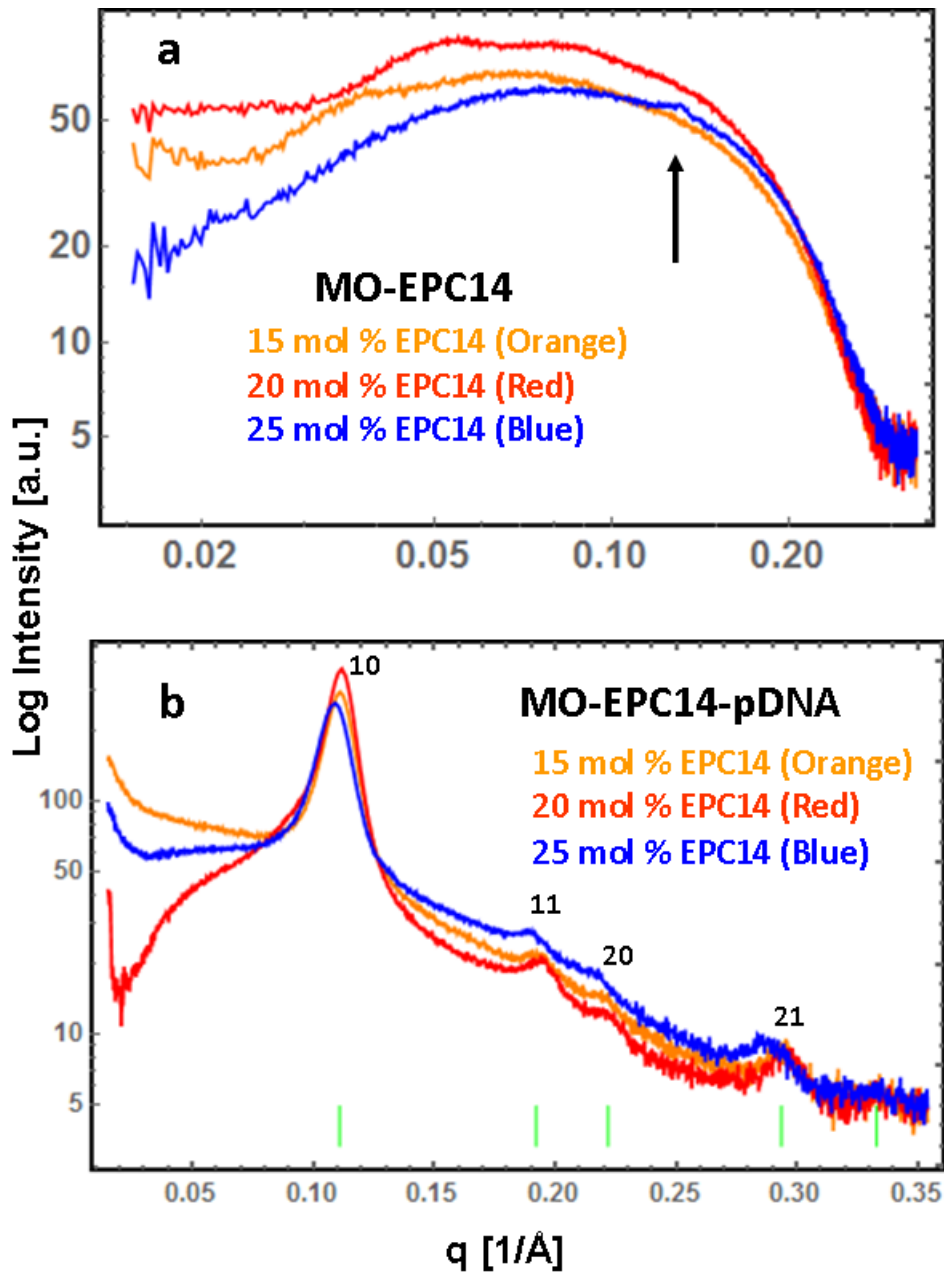 a
50
20
10
5
MO-EPC14
15 mol % EPC14 (Orange)
20 mol % EPC14 (Red)
25 mol % EPC14 (Blue)
0.02 0.05 0.10 0.20
Log Intensity [a.u.]
b
10
MO-EPC14-pDNA
15 mol % EPC14 (Orange)
20 mol % EPC14 (Red)
25 mol % EPC14 (Blue)
100
50
11
20
10
21
5
0.05 0.10 0.15 0.20 0.25 0.30 0.35
q [1/Å]